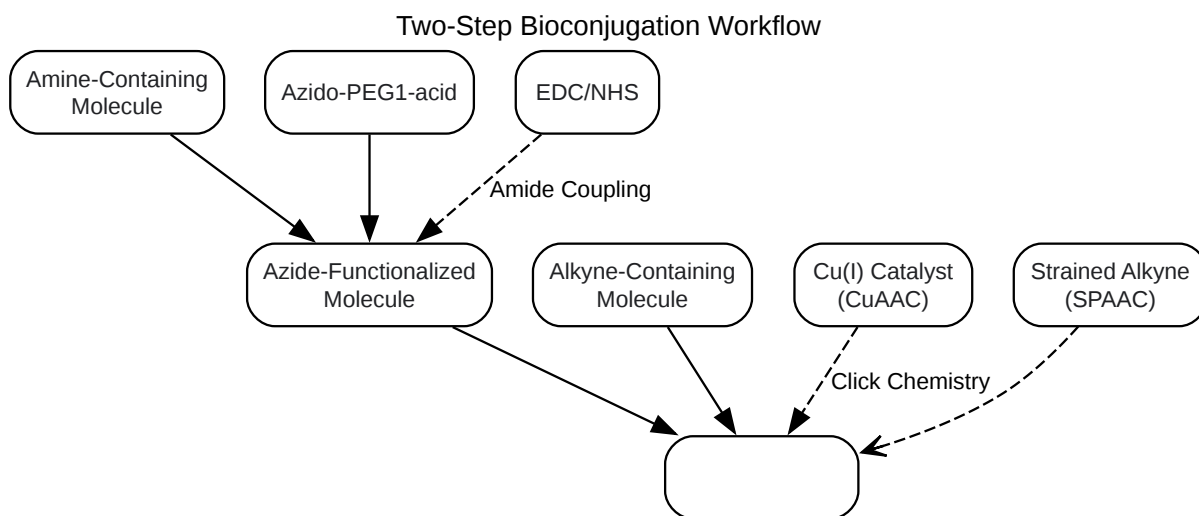 Two-Step Bioconjugation Workflow
Amine-Containing
Molecule
Azido-PEG1-acid
EDC/NHS
Amide Coupling
Azide-Functionalized
Molecule
Alkyne-Containing
Molecule
Cu(I) Catalyst
(CuAAC)
Strained Alkyne
(SPAAC)
Click Chemistry